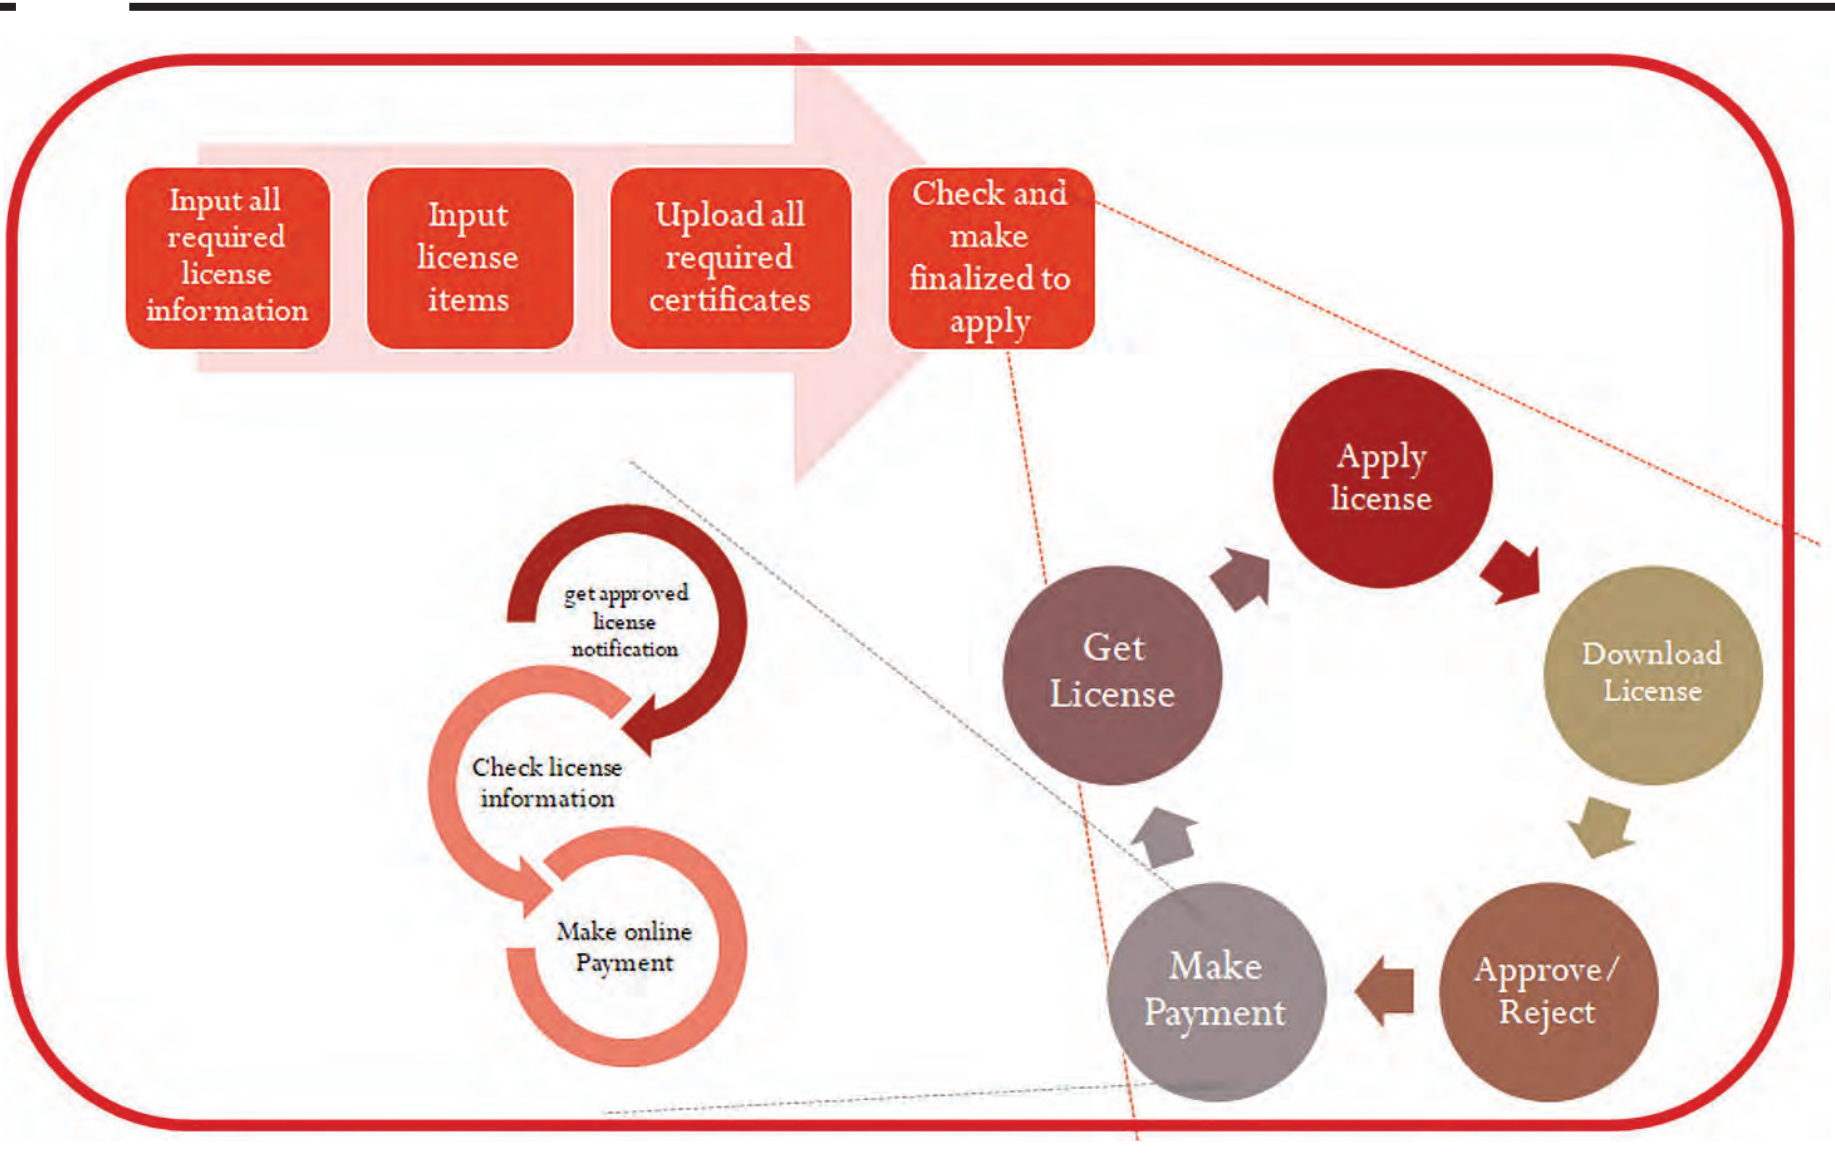 Input all
required
license
information
Input
license
items
Upload all
required
certificates
Check and
make
finalized to
apply
Apply
license
get approved
license
notification
Get
License
Download
License
Check license
information
Make online
Payment
Make
Payment
Approve/
Reject